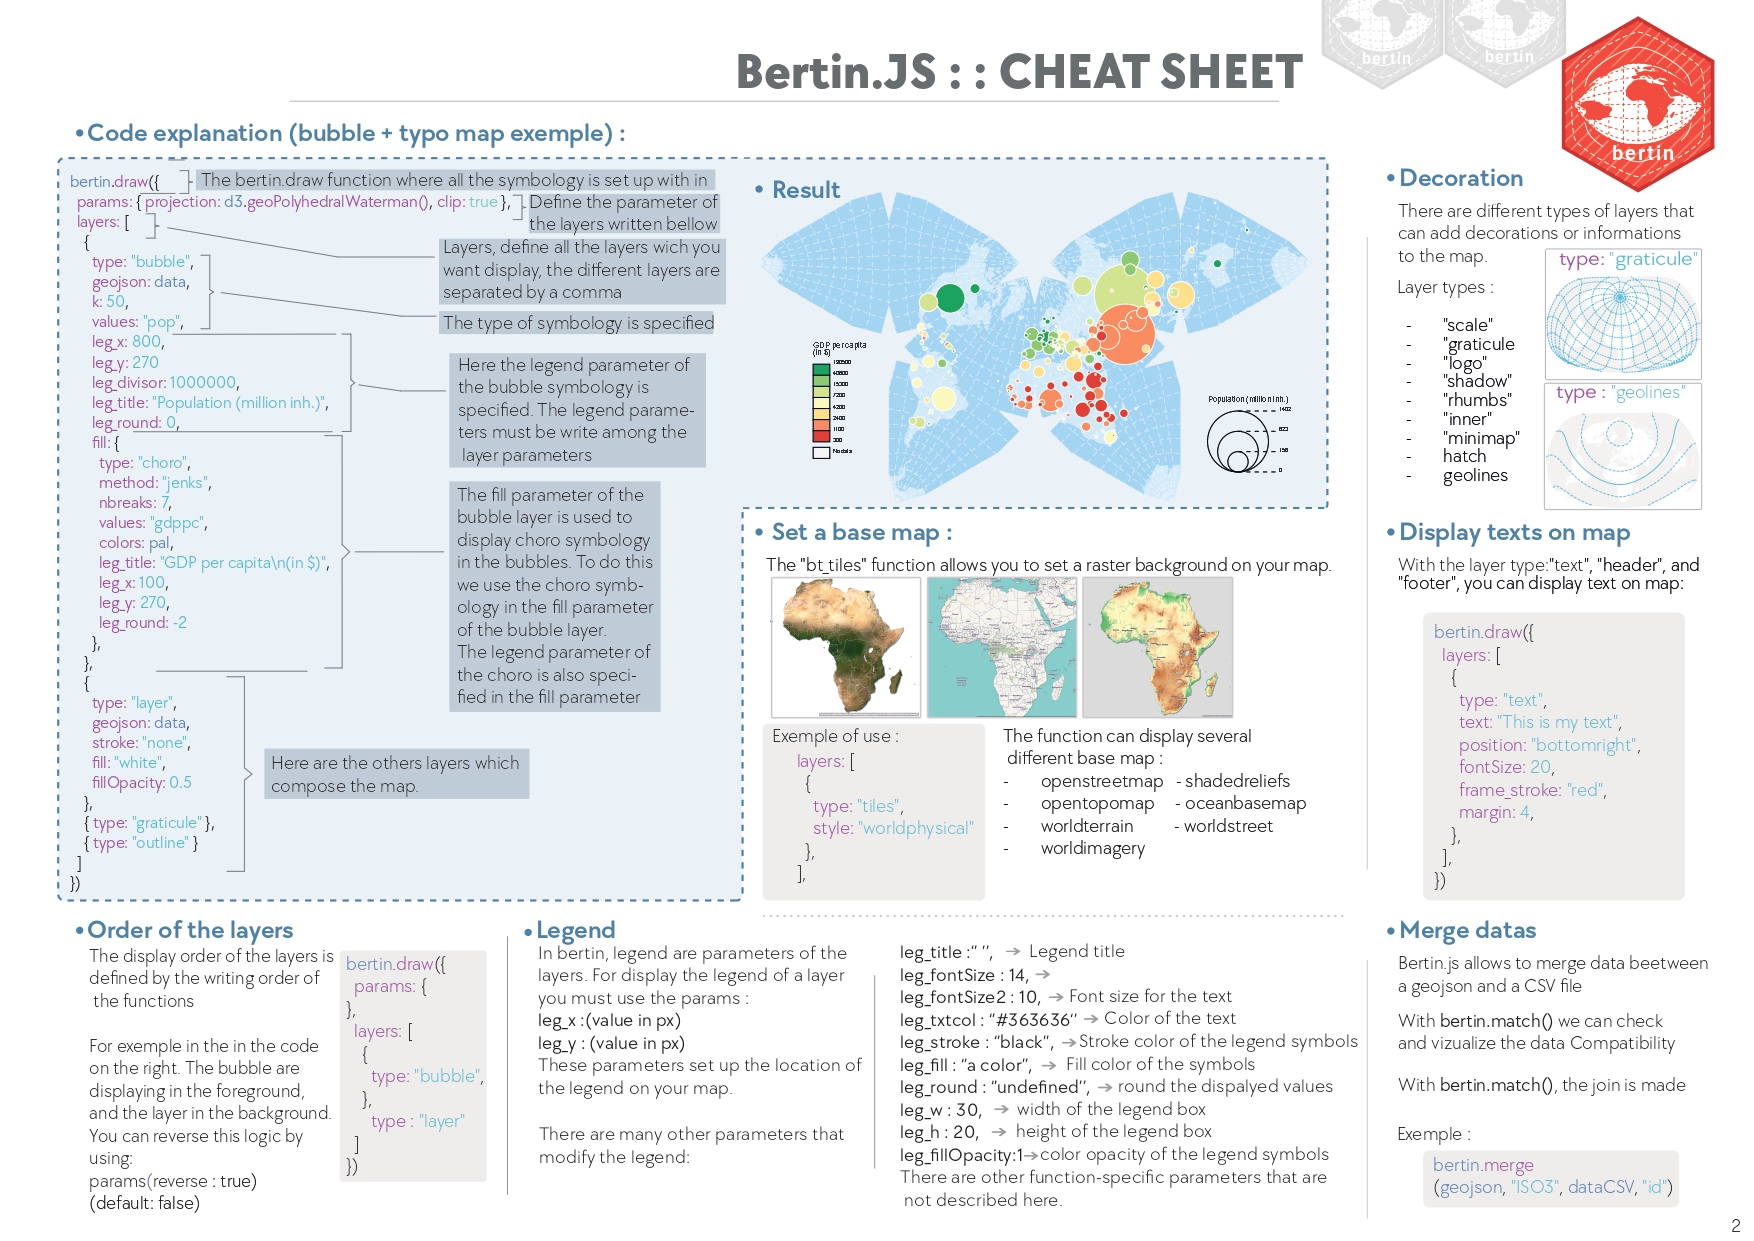 Bertin.JS : : CHEAT SHEET
bertin
bertin
bertin
•Code explanation (bubble + typo map exemple) :
bertin.draw({
The bertin.draw function where all the symbology is set up with in
params: { projection: d3.geoPolyhedralWaterman(), clip: true },
Define the parameter of
the layers written bellow
layers: [
Layers, define all the layers wich you
want display, the different layers are
separated by a comma
{
type: "bubble",
geojson: data,
k: 50,
values: "pop",
The type of symbology is specified
leg_x: 800,
leg_y: 270
leg_divisor: 1000000,
leg_title: "Population (million inh.)",
leg_round: 0,
Here the legend parameter of
the bubble symbology is
specified. The legend parame-
ters must be write among the
layer parameters
fill: {
type: "choro",
method: "jenks",
nbreaks: 7,
values: "gdppc",
colors: pal,
leg_title: "GDP per capita\n(in $)",
leg_x: 100,
leg_y: 270,
leg_round: -2
},
},
The fill parameter of the
bubble layer is used to
display choro symbology
in the bubbles. To do this
we use the choro symb-
ology in the fill parameter
of the bubble layer.
The legend parameter of
the choro is also speci-
fied in the fill parameter
{
type: "layer",
geojson: data,
stroke: "none",
fill: "white",
fillOpacity: 0.5
},
{ type: "graticule" },
{ type: "outline" }
]
})
Here are the others layers which
compose the map.
• Result
GDP per capita
(in $)
40800
15300
7200
4200
2400
1100
300
No data
Population (million inh.)
1402
623
156
0
• Set a base map :
The "bt_tiles" function allows you to set a raster background on your map.
Exemple of use :
layers: [
{
type: "tiles",
style: "worldphysical"
},
],
The function can display several
different base map :
- openstreetmap - shadedreliefs
- opentopomap - oceanbasemap
- worldterrain - worldstreet
- worldimagery
•Decoration
There are different types of layers that
can add decorations or informations
to the map.
Layer types :
- "scale"
- "graticule
- "logo"
- "shadow"
- "rhumbs"
- "inner"
- "minimap"
- hatch
- geolines
type: "graticule"
type : "geolines"
•Display texts on map
With the layer type:"text", "header", and
"footer", you can display text on map:
bertin.draw({
layers: [
{
type: "text",
text: "This is my text",
position: "bottomright",
fontSize: 20,
frame_stroke: "red",
margin: 4,
},
],
})
•Order of the layers
The display order of the layers is
defined by the writing order of
the functions
For exemple in the in the code
on the right. The bubble are
displaying in the foreground,
and the layer in the background.
You can reverse this logic by
using:
params(reverse : true)
(default: false)
bertin.draw({
params: {
},
layers: [
{
type: "bubble",
},
type : "layer"
]
})
•Legend
In bertin, legend are parameters of the
layers. For display the legend of a layer
you must use the params :
leg_x :(value in px)
leg_y : (value in px)
These parameters set up the location of
the legend on your map.
There are many other parameters that
modify the legend:
leg_title :" ", → Legend title
leg_fontSize : 14, →
leg_fontSize2 : 10, → Font size for the text
leg_txtcol : "#363636" → Color of the text
leg_stroke : "black", →Stroke color of the legend symbols
leg_fill : "a color", → Fill color of the symbols
leg_round : "undefined", → round the dispalyed values
leg_w : 30, → width of the legend box
leg_h : 20, → height of the legend box
leg_fillOpacity:1→color opacity of the legend symbols
There are other function-specific parameters that are
not described here.
•Merge datas
Bertin.js allows to merge data beetween
a geojson and a CSV file
With bertin.match() we can check
and vizualize the data Compatibility
With bertin.match(), the join is made
Exemple :
bertin.merge
(geojson, "ISO3", dataCSV, "id")
2